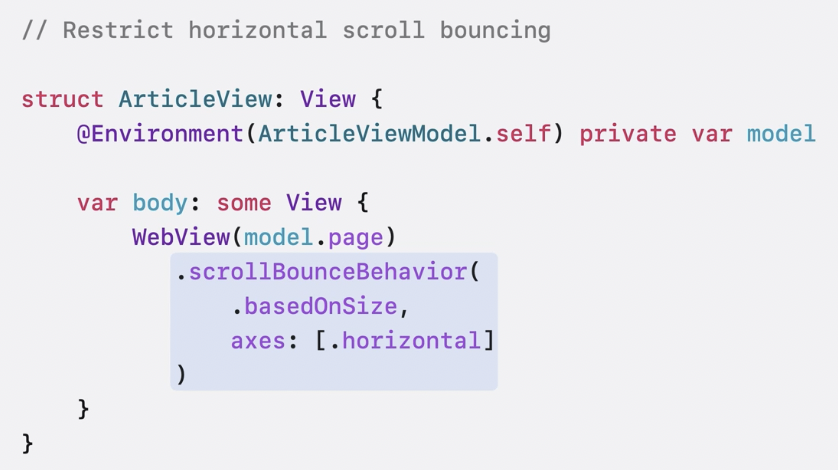 // Restrict horizontal scroll bouncing
struct ArticleView: View {
@Environment(ArticleViewModel.self) private var model
var body: some View {
WebView(model.page)
.scrollBounceBehavior(
.basedOnSize,
axes: [.horizontal]
)
}
}